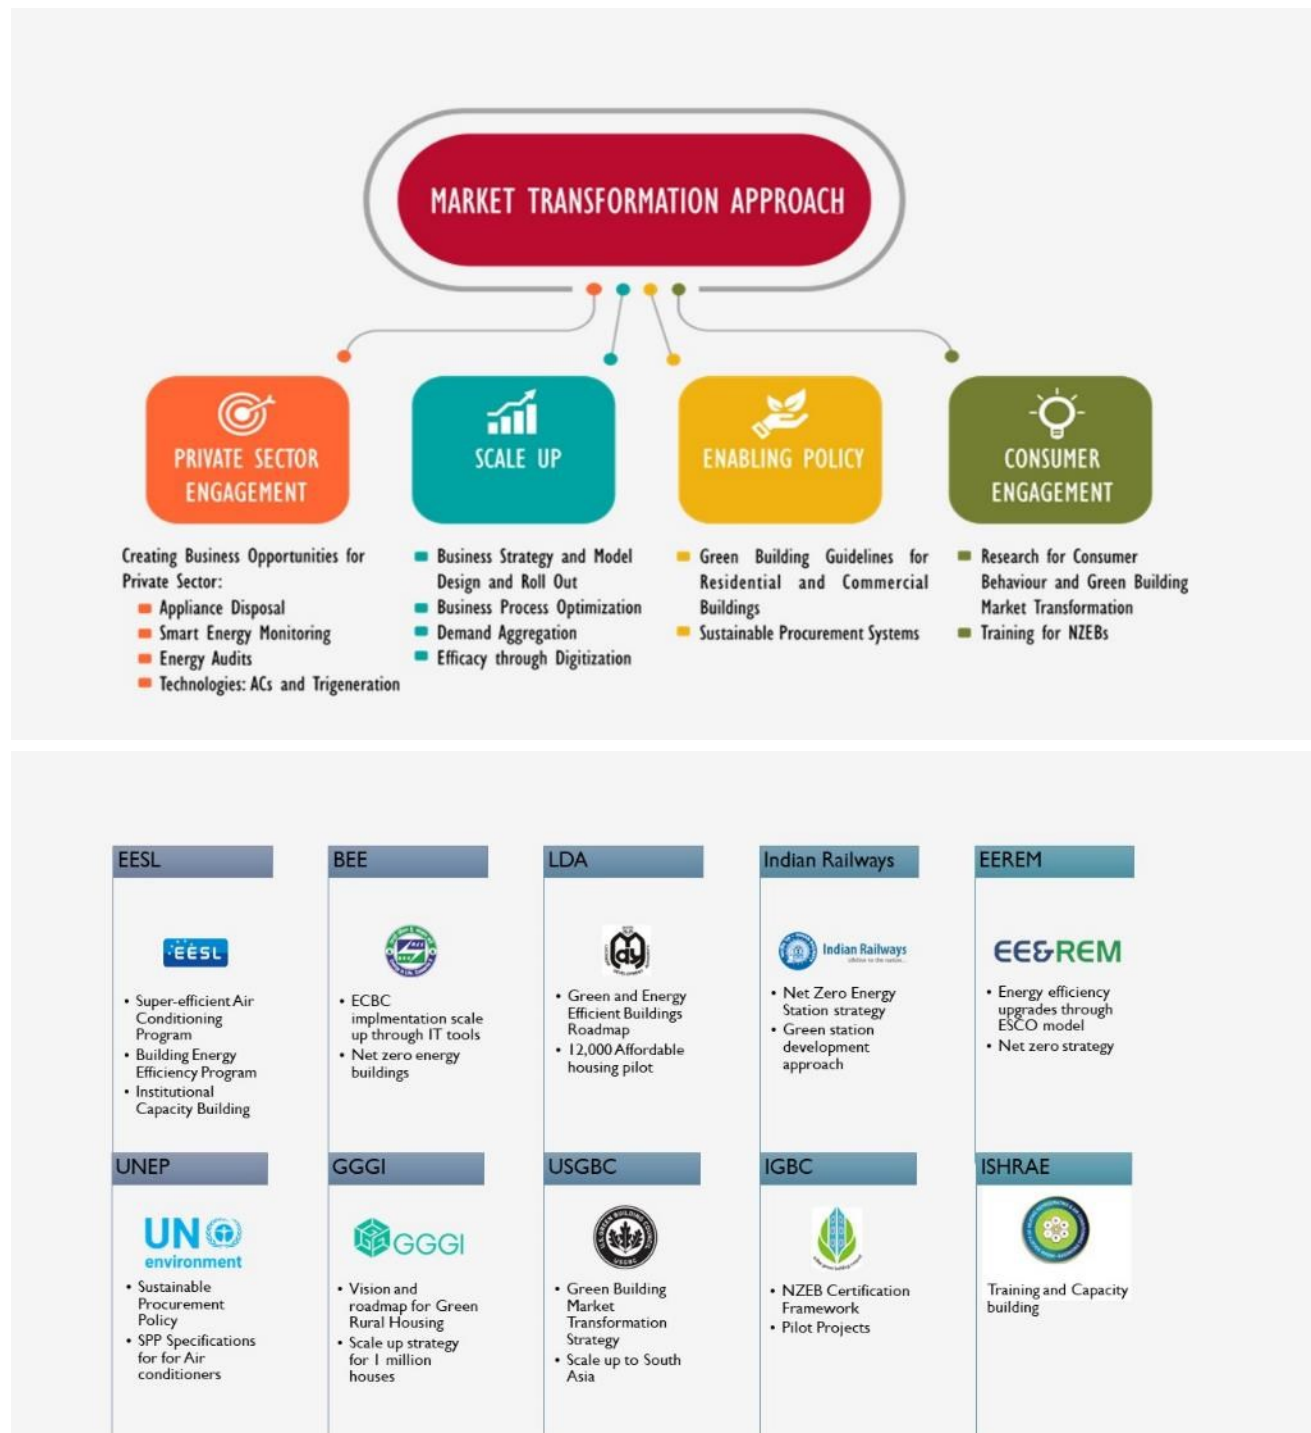 MARKET TRANSFORMATION APPROACH
PRIVATE SECTOR
ENGAGEMENT
Creating Business Opportunities for
Private Sector:
Appliance Disposal
Smart Energy Monitoring
Energy Audits
Technologies: ACs and Trigeneration
SCALE UP
Business Strategy and Model
Design and Roll Out
Business Process Optimization
Demand Aggregation
Efficacy through Digitization
ENABLING POLICY
Green Building Guidelines for
Residential and Commercial
Buildings
Sustainable Procurement Systems
CONSUMER
ENGAGEMENT
Research for Consumer
Behaviour and Green Building
Market Transformation
Training for NZEBs
EESL
EESL
• Super-efficient Air
Conditioning
Program
• Building Energy
Efficiency Program
• Institutional
Capacity Building
BEE
• ECBC
implmentation scale
up through IT tools
• Net zero energy
buildings
LDA
• Green and Energy
Efficient Buildings
Roadmap
• 12,000 Affordable
housing pilot
Indian Railways
Indian Railways
• Net Zero Energy
Station strategy
• Green station
development
approach
EEREM
EE&REM
• Energy efficiency
upgrades through
ESCO model
• Net zero strategy
UNEP
UN
environment
• Sustainable
Procurement
Policy
• SPP Specifications
for for Air
conditioners
GGGI
GGGI
• Vision and
roadmap for Green
Rural Housing
• Scale up strategy
for 1 million
houses
USGBC
USGBC
• Green Building
Market
Transformation
Strategy
• Scale up to South
Asia
IGBC
• NZEB Certification
Framework
• Pilot Projects
ISHRAE
Training and Capacity
building